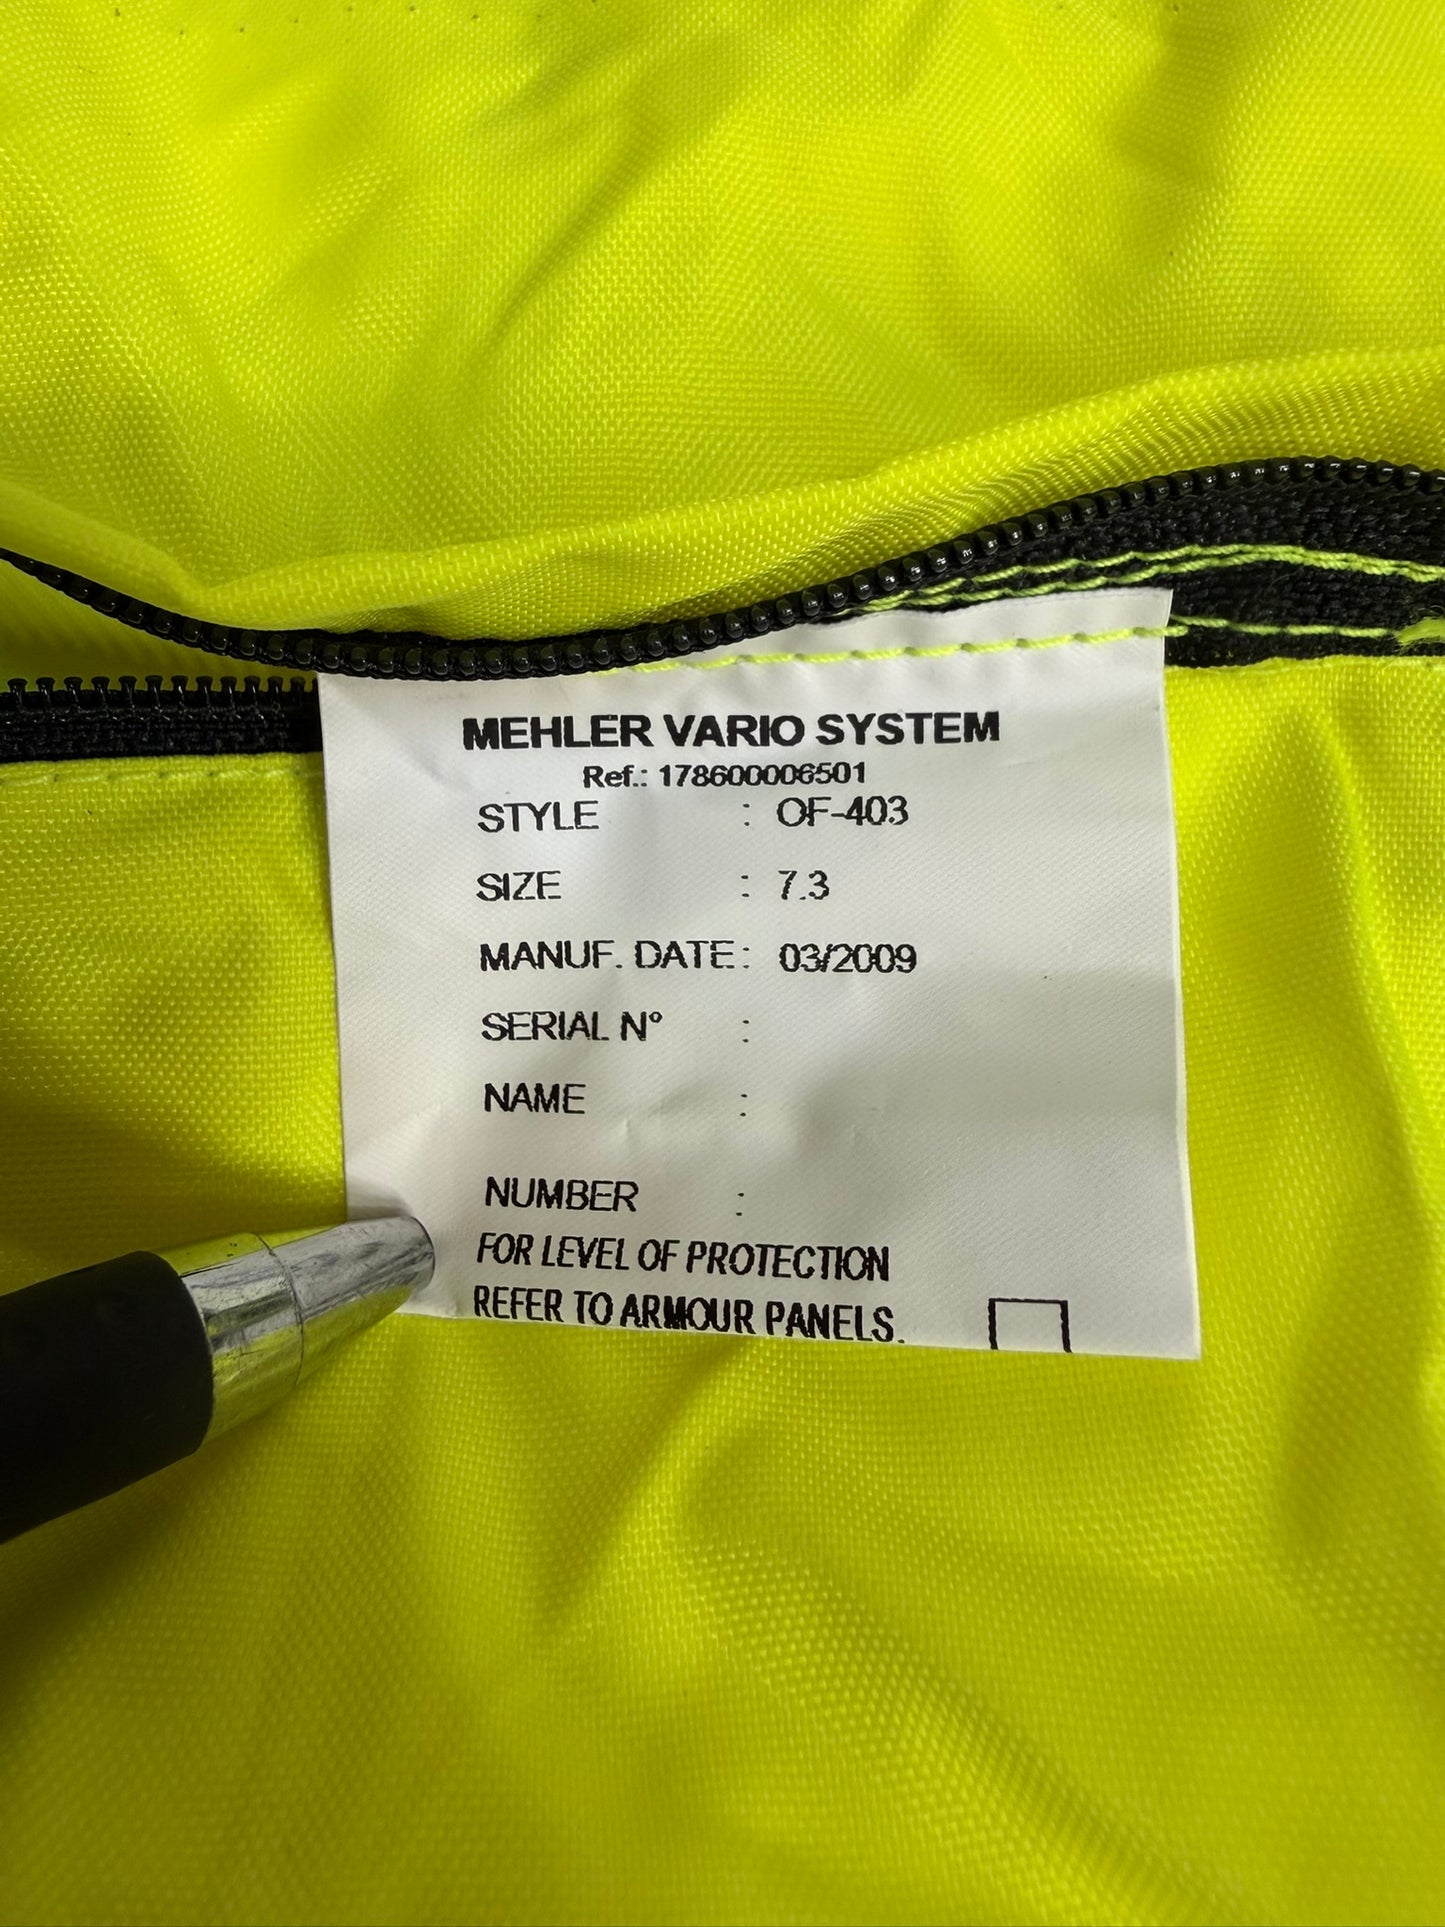 MEHLER VARIO SYSTEM
Ref.: 178600006501
STYLE : OF-403
SIZE : 7.3
MANUF. DATE: 03/2009
SERIAL N° :
NAME :
NUMBER :
FOR LEVEL OF PROTECTION
REFER TO ARMOUR PANELS.